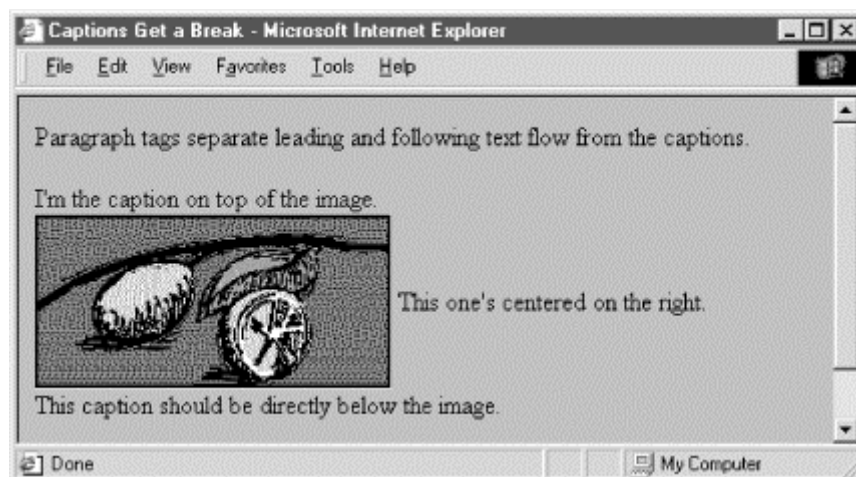 Captions Get a Break - Microsoft Internet Explorer
File Edit View Favorites Tools Help
Paragraph tags separate leading and following text flow from the captions.
I'm the caption on top of the image.
This one's centered on the right.
This caption should be directly below the image.
Done My Computer